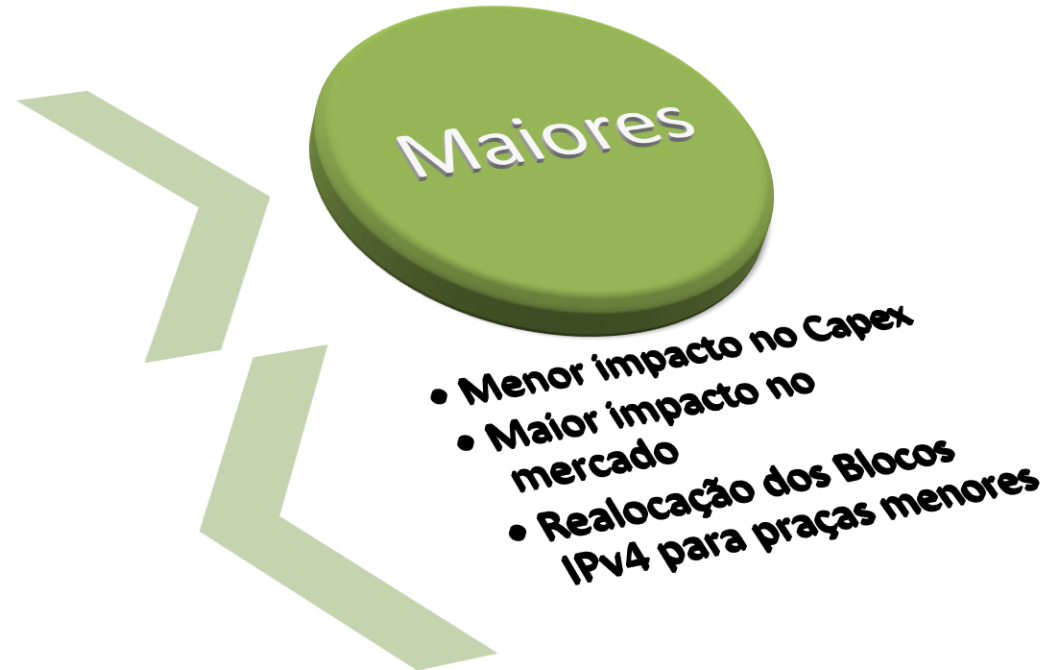 Maiores
• Menor impacto no Capex
• Maior impacto no
mercado
• Realocação dos Blocos
IPv4 para praças menores